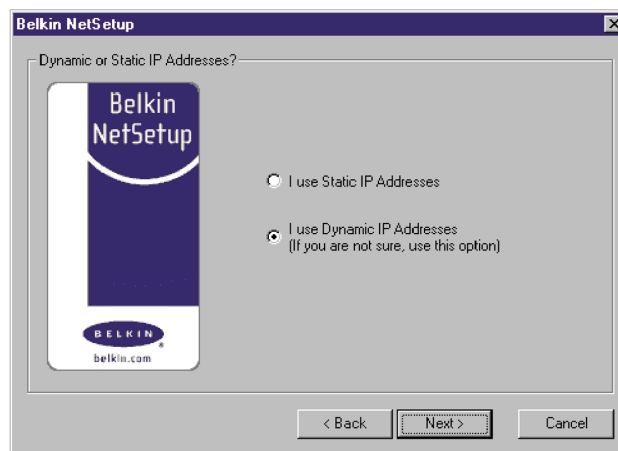 Belkin NetSetup
Dynamic or Static IP Addresses?
Belkin
NetSetup
BELKIN
®
belkin.com
I use Static IP Addresses
I use Dynamic IP Addresses
(If you are not sure, use this option)
< Back
Next >
Cancel